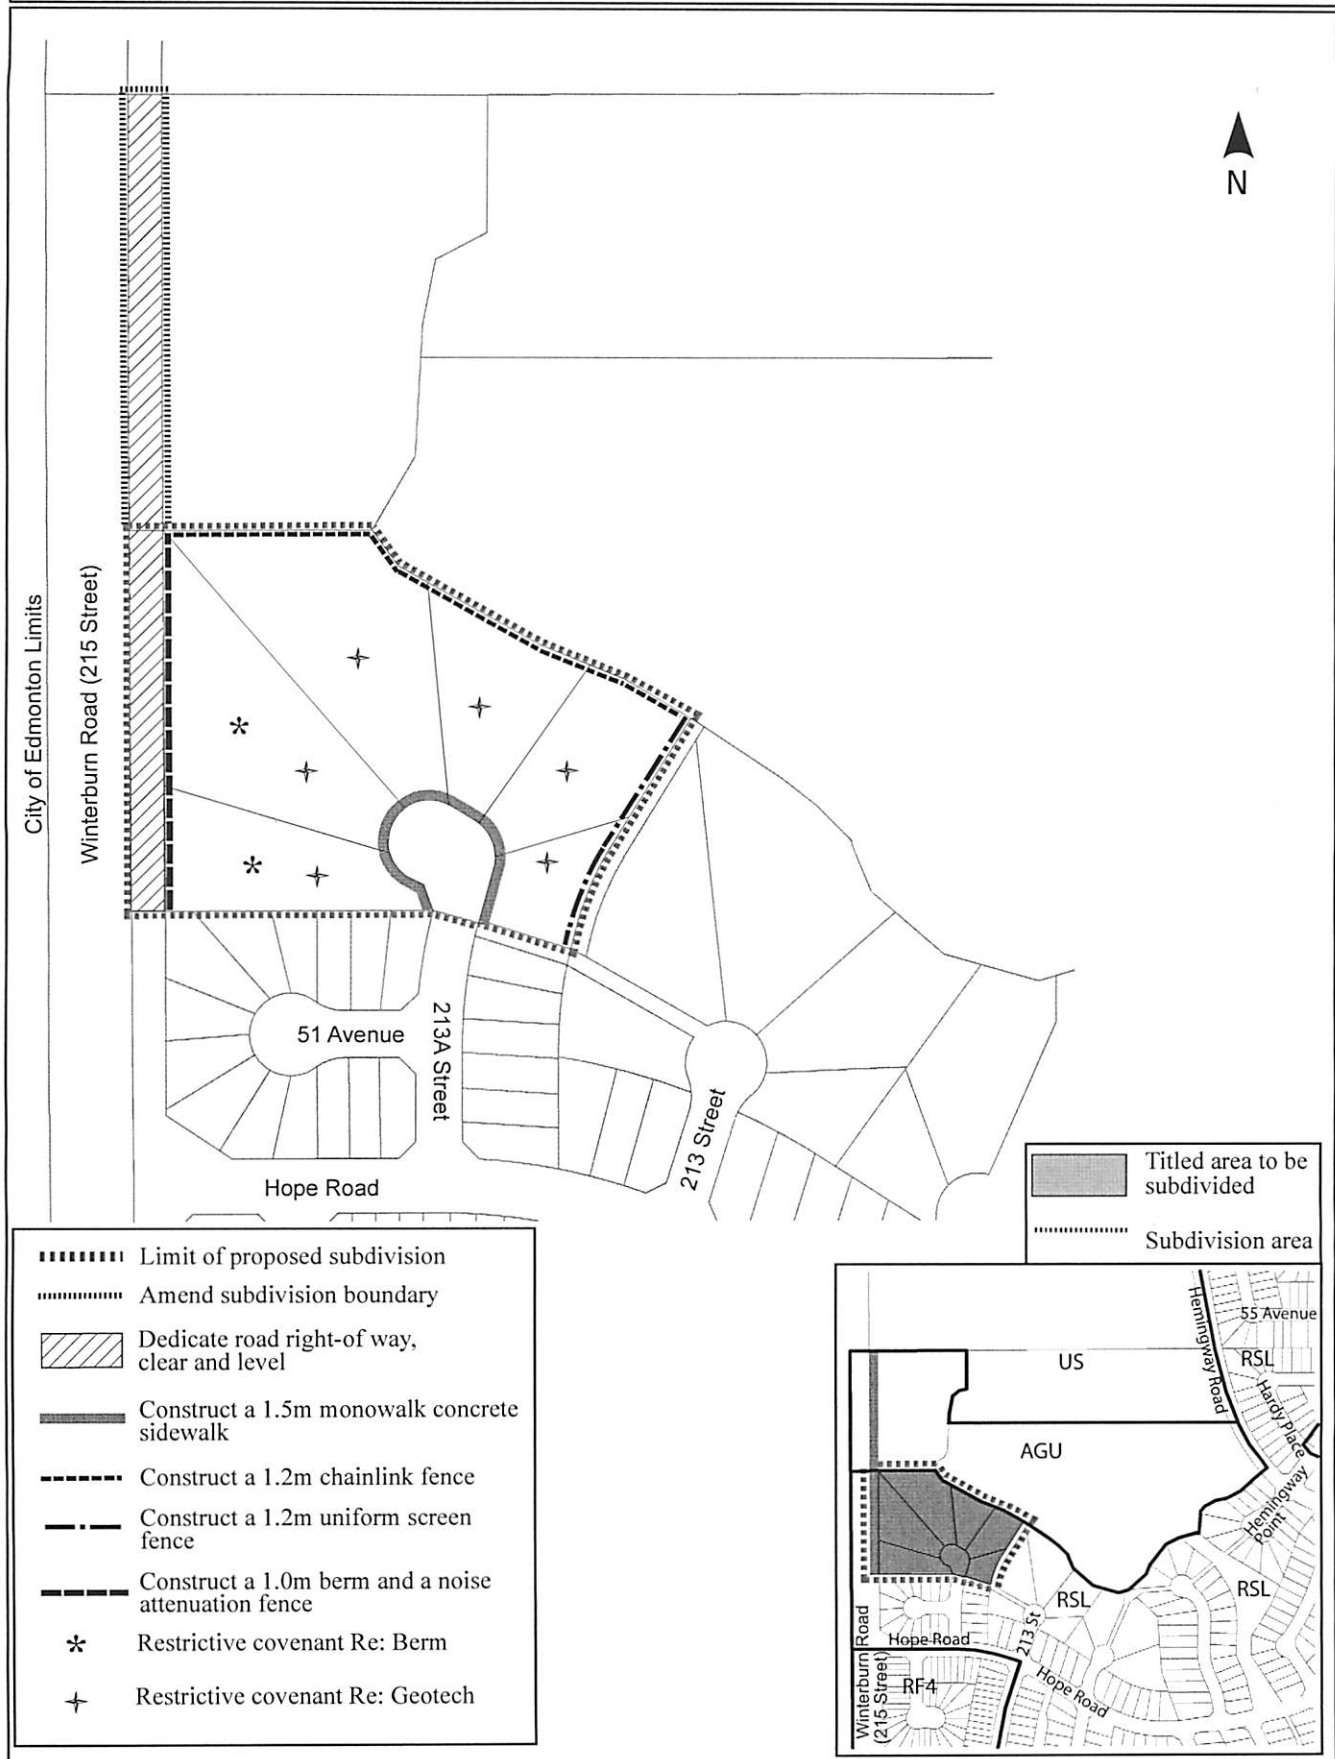 N
City of Edmonton Limits
Winterburn Road (215 Street)
*
*
51 Avenue
213A Street
213 Street
Hope Road
Titled area to be
subdivided
Subdivision area
Limit of proposed subdivision
Amend subdivision boundary
Dedicate road right-of way,
clear and level
Construct a 1.5m monowalk concrete
sidewalk
Construct a 1.2m chainlink fence
Construct a 1.2m uniform screen
fence
Construct a 1.0m berm and a noise
attenuation fence
* Restrictive covenant Re: Berm
Restrictive covenant Re: Geotech
Hemingway Road
55 Avenue
US
RSL
Hardy Place
AGU
Hemingway
Point
RSL
RSL
213 St
Hope Road
Winterburn Road
(215 Street)
RF4
Hope Road